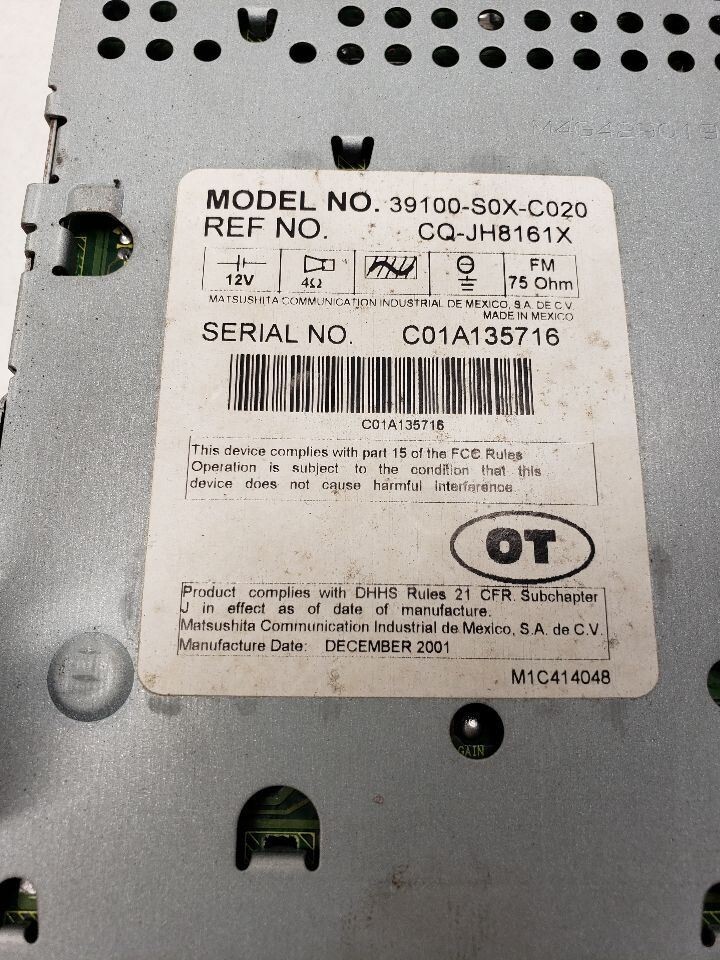 MODEL NO. 39100-S0X-C020
REF NO. CQ-JH8161X
12V
4Ω
FM
75 Ohm
MATSUSHITA COMMUNICATION INDUSTRIAL DE MEXICO, S.A. DE C.V.
MADE IN MEXICO
SERIAL NO. C01A135716
C01A135716
This device complies with part 15 of the FCC Rules
Operation is subject to the condition that this
device does not cause harmful interference.
OT
Product complies with DHHS Rules 21 CFR. Subchapter
J in effect as of date of manufacture.
Matsushita Communication Industrial de Mexico, S.A. de C.V.
Manufacture Date: DECEMBER 2001
M1C414048
GAIN